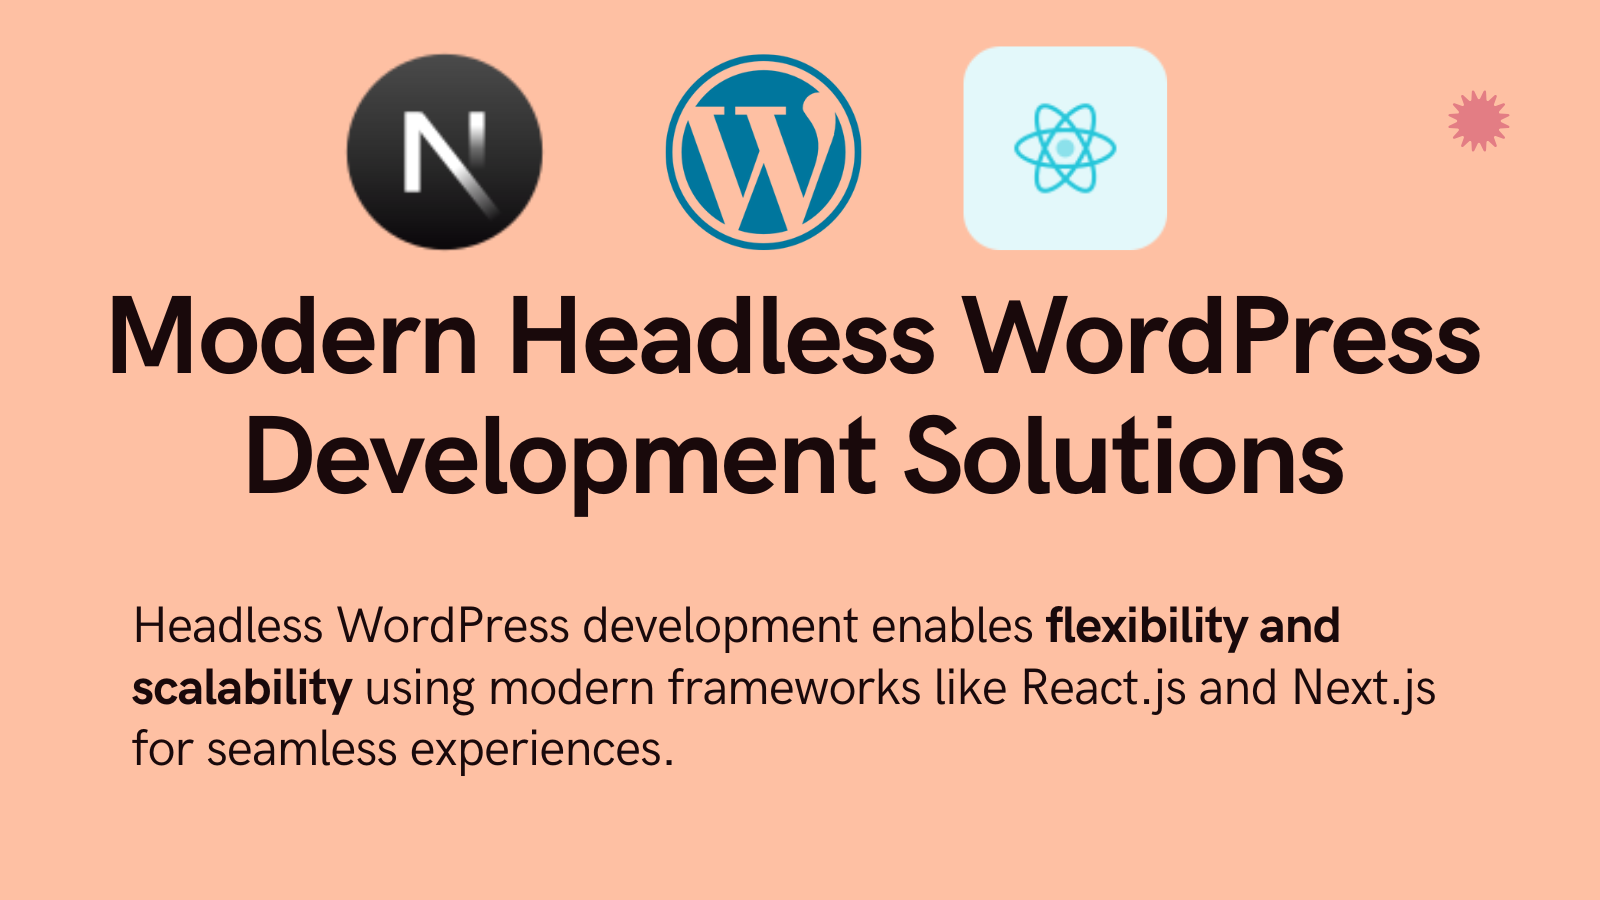 N
W
Modern Headless WordPress
Development Solutions
Headless WordPress development enables flexibility and
scalability using modern frameworks like React.js and Next.js
for seamless experiences.